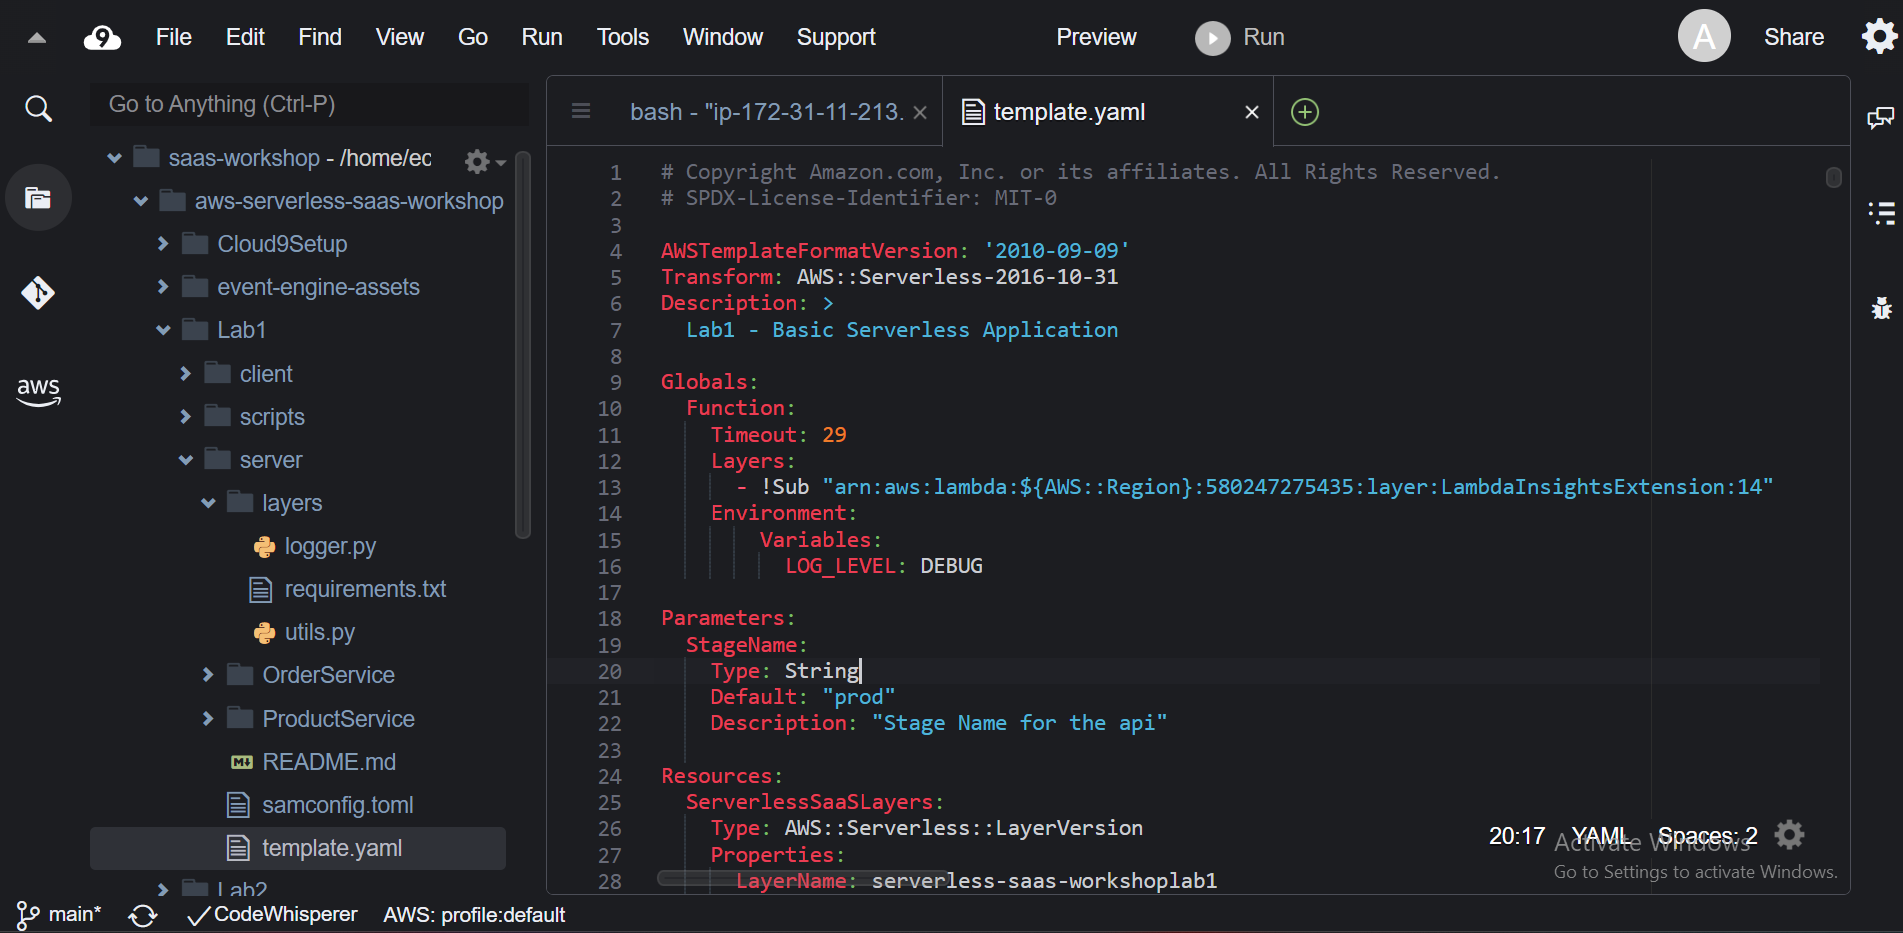 9 File Edit Find View Go Run Tools Window Support Preview Run A Share
Go to Anything (Ctrl-P)
saas-workshop - /home/ec
aws-serverless-saas-workshop
Cloud9Setup
event-engine-assets
Lab1
client
scripts
server
layers
logger.py
requirements.txt
utils.py
OrderService
ProductService
M↓ README.md
samconfig.toml
template.yaml
Lab2
aws
bash - "ip-172-31-11-213. template.yaml
1 # Copyright Amazon.com, Inc. or its affiliates. All Rights Reserved.
2 # SPDX-License-Identifier: MIT-0
3
4 AWSTemplateFormatVersion: '2010-09-09'
5 Transform: AWS::Serverless-2016-10-31
6 Description: >
7 Lab1 - Basic Serverless Application
8
9 Globals:
10 Function:
11 Timeout: 29
12 Layers:
13 - !Sub "arn:aws:lambda:${AWS::Region}:580247275435:layer:LambdaInsightsExtension:14"
14 Environment:
15 Variables:
16 LOG_LEVEL: DEBUG
17
18 Parameters:
19 StageName:
20 Type: String
21 Default: "prod"
22 Description: "Stage Name for the api"
23
24 Resources:
25 ServerlessSaaSLayers:
26 Type: AWS::Serverless::LayerVersion
27 Properties:
28 LayerName: serverless-saas-workshoplab1
20:17 YAML Spaces: 2
Activate Windows
Go to Settings to activate Windows.
main* CodeWhisperer AWS: profile:default